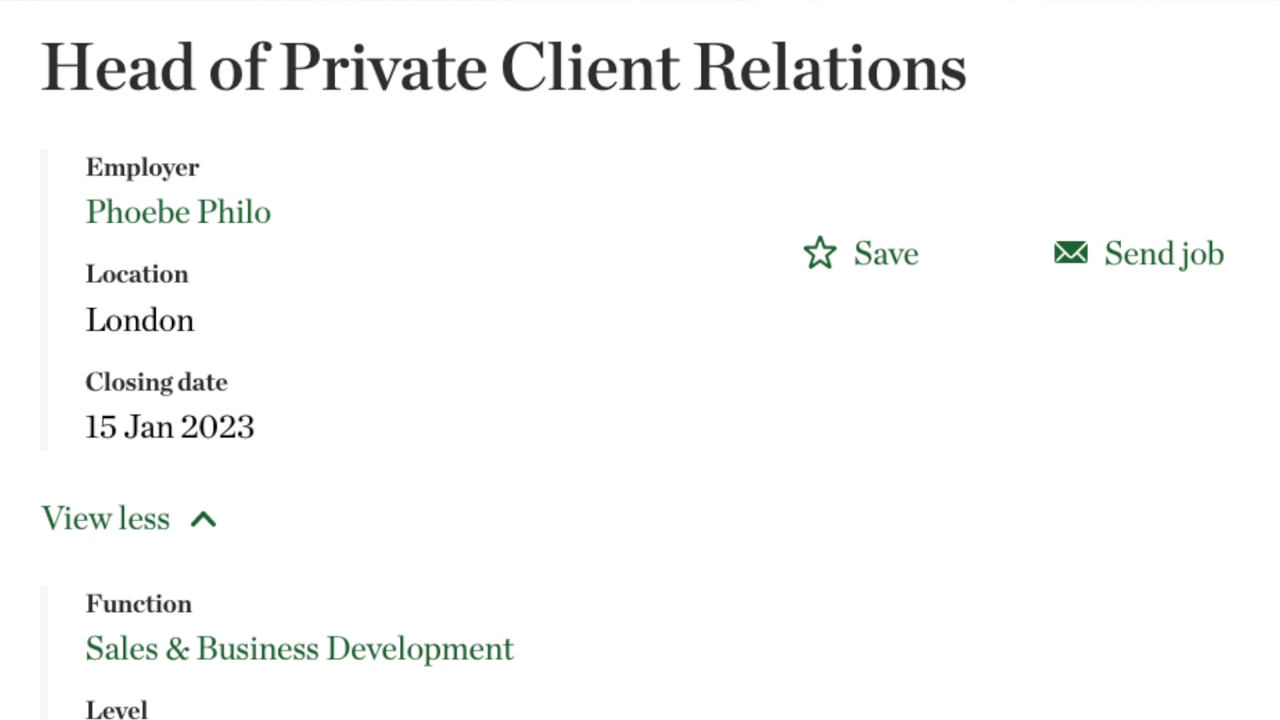 Head of Private Client Relations
Employer
Phoebe Philo
Save
Send job
Location
London
Closing date
15 Jan 2023
View less
Function
Sales & Business Development
Level